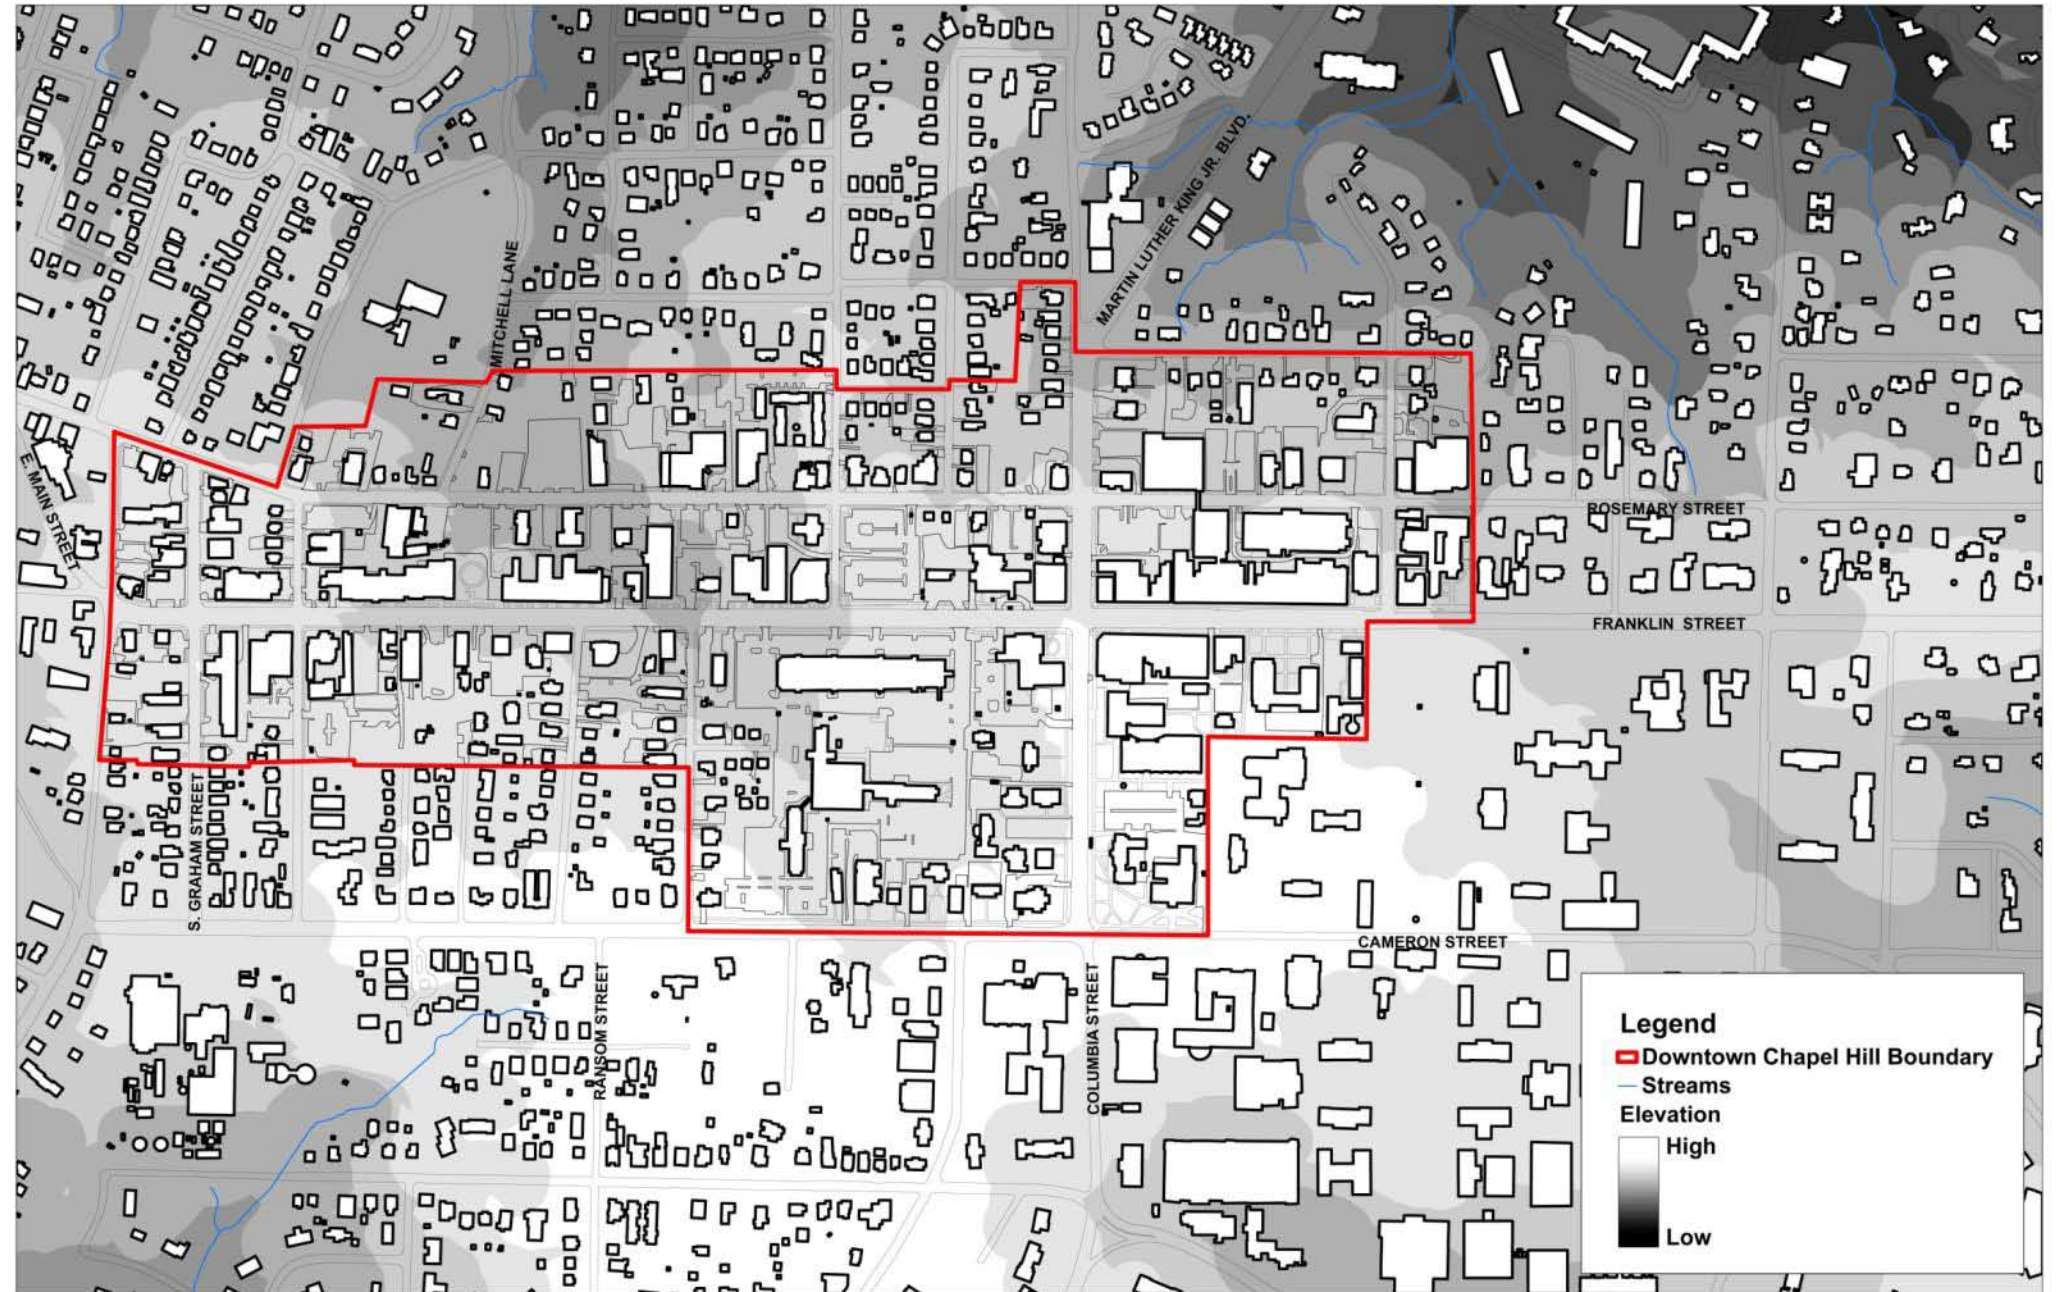 MARTIN LUTHER KING JR. BLVD.
MITCHELL LANE
E. MAIN STREET
ROSEMARY STREET
FRANKLIN STREET
S. GRAHAM STREET
CAMERON STREET
RANSOM STREET
COLUMBIA STREET
Legend
Downtown Chapel Hill Boundary
Streams
Elevation
High
Low